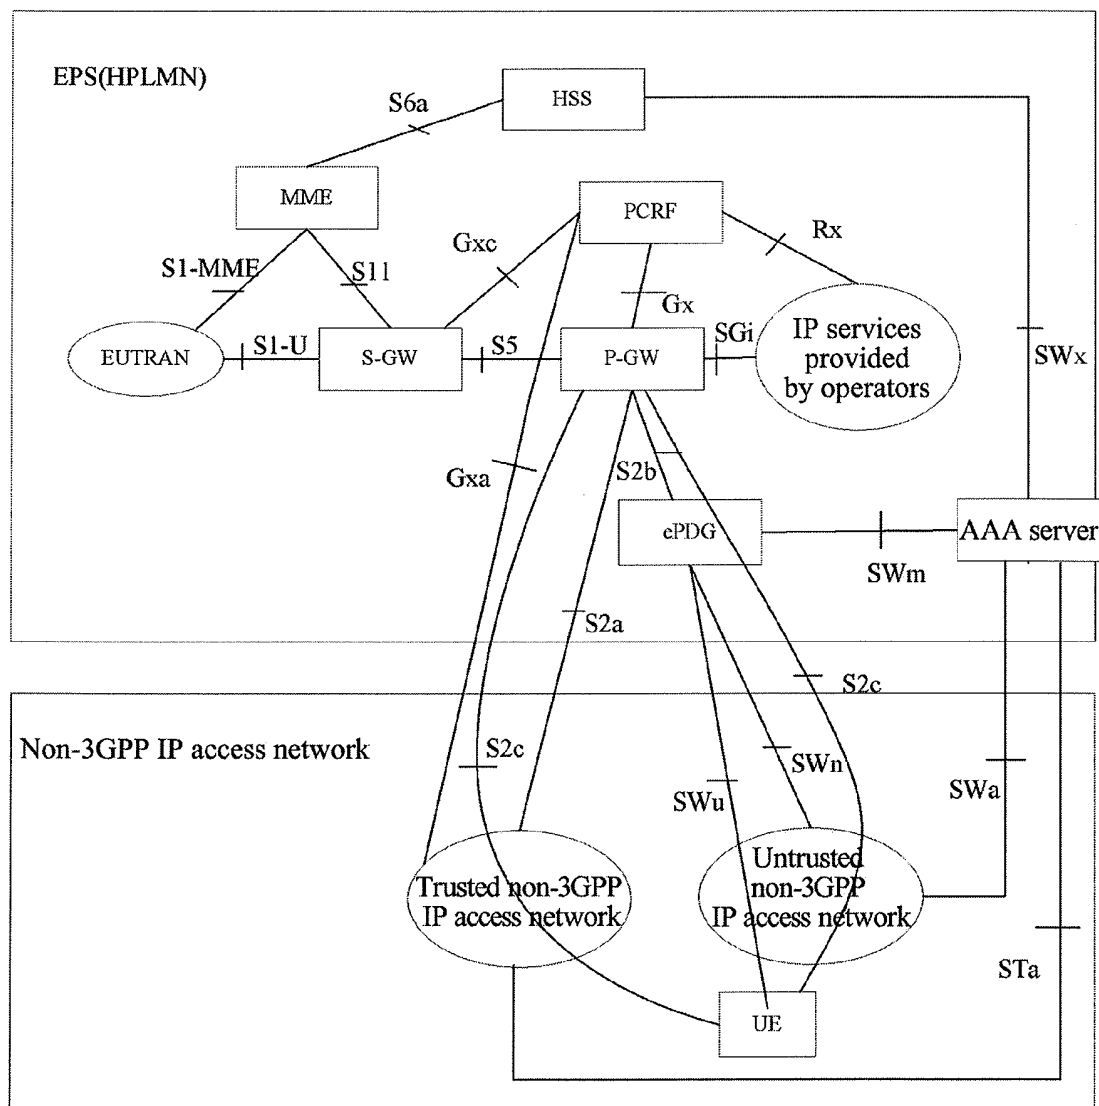 EPS(HPLMN)
HSS
S6a
MME
PCRF
Rx
Gxc
S1-MME
S11
Gx
SGi
IP services
provided
by operators
EUTRAN
S1-U
S-GW
S5
P-GW
SWx
Gxa
S2b
ePDG
AAA server
SWm
S2a
S2c
Non-3GPP IP access network
S2c
SWn
SWu
SWa
Trusted non-3GPP
IP access network
Untrusted
non-3GPP
IP access network
STa
UE